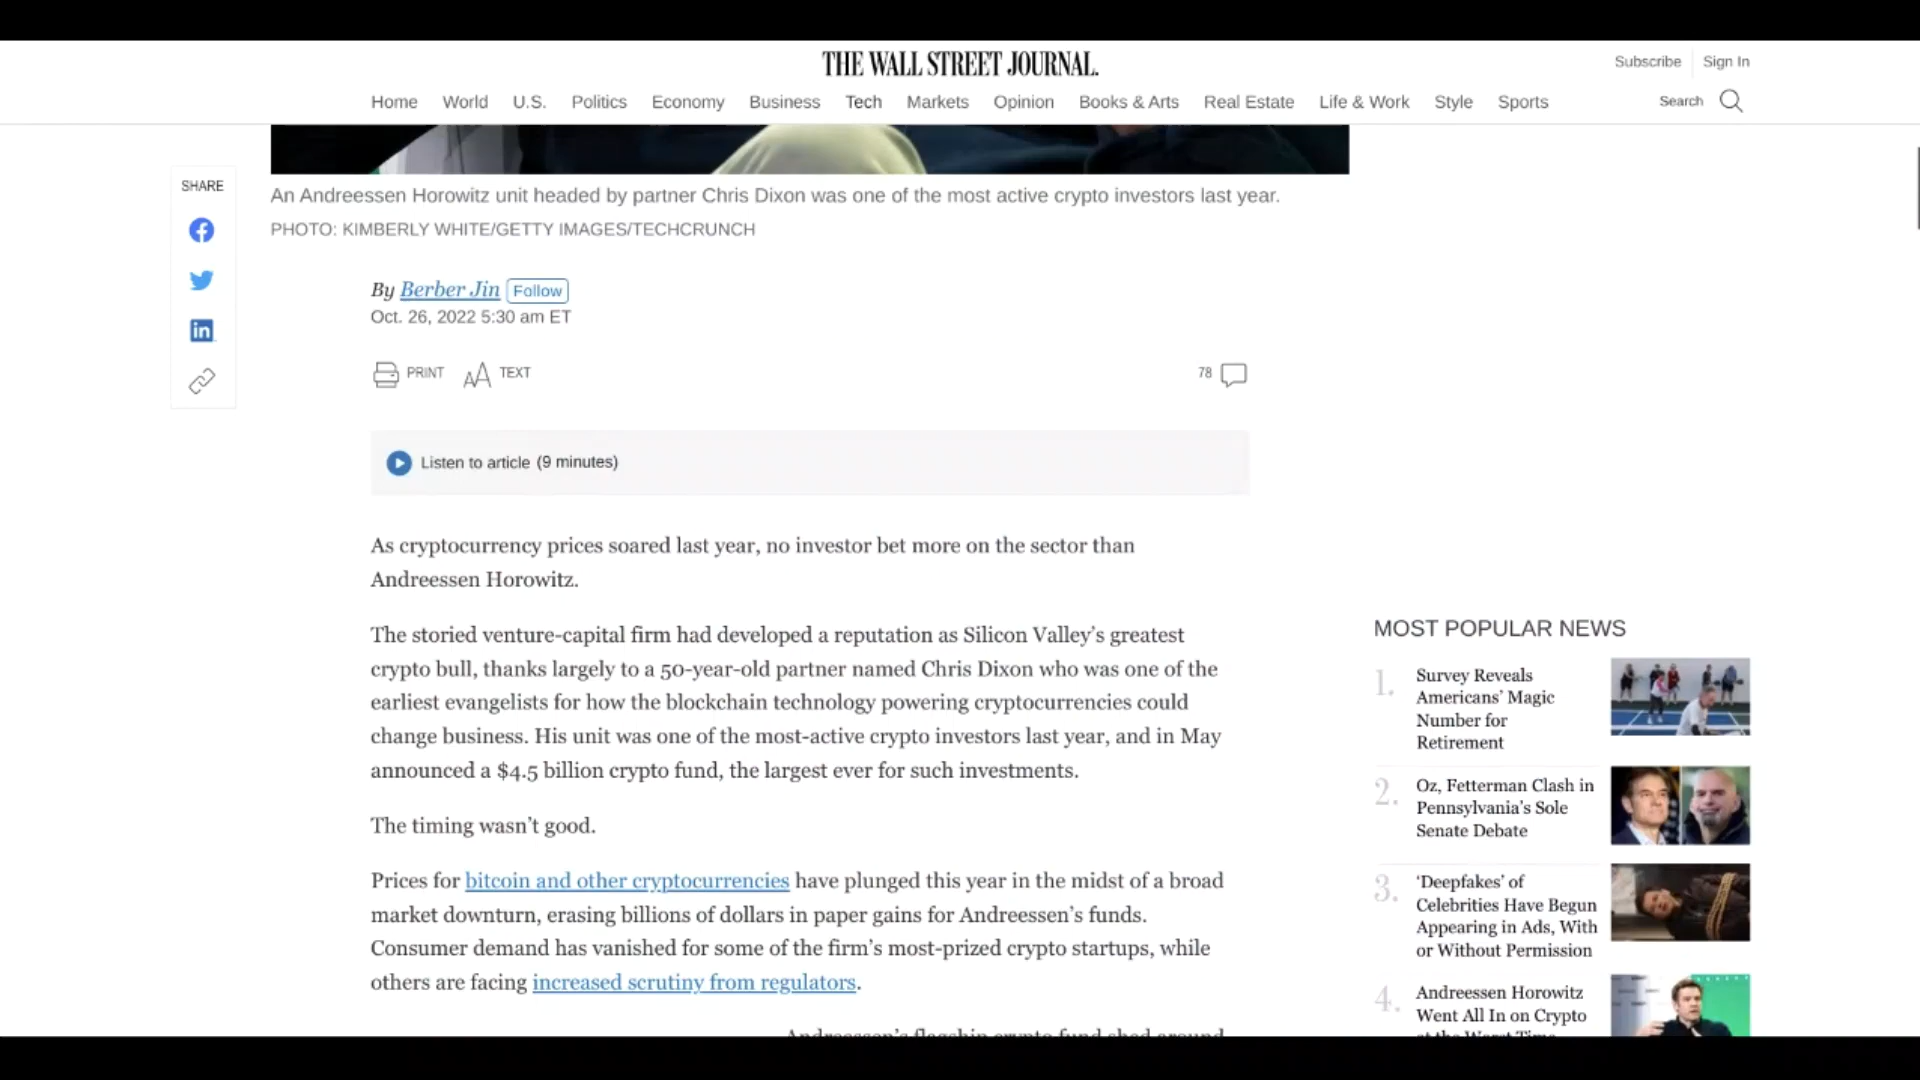 THE WALL STREET JOURNAL.
Subscribe
Sign In
Home World U.S. Politics Economy Business Tech Markets Opinion Books & Arts Real Estate Life & Work Style Sports
Search
SHARE
An Andreessen Horowitz unit headed by partner Chris Dixon was one of the most active crypto investors last year.
PHOTO: KIMBERLY WHITE/GETTY IMAGES/TECHCRUNCH
By Berber Jin Follow
Oct. 26, 2022 5:30 am ET
PRINT TEXT
78
Listen to article (9 minutes)
As cryptocurrency prices soared last year, no investor bet more on the sector than
Andreessen Horowitz.
The storied venture-capital firm had developed a reputation as Silicon Valley’s greatest
crypto bull, thanks largely to a 50-year-old partner named Chris Dixon who was one of the
earliest evangelists for how the blockchain technology powering cryptocurrencies could
change business. His unit was one of the most-active crypto investors last year, and in May
announced a $4.5 billion crypto fund, the largest ever for such investments.
The timing wasn’t good.
Prices for bitcoin and other cryptocurrencies have plunged this year in the midst of a broad
market downturn, erasing billions of dollars in paper gains for Andreessen’s funds.
Consumer demand has vanished for some of the firm’s most-prized crypto startups, while
others are facing increased scrutiny from regulators.
Andreessen’s flagship crypto fund shed around
MOST POPULAR NEWS
1.
Survey Reveals
Americans’ Magic
Number for
Retirement
2.
Oz, Fetterman Clash in
Pennsylvania’s Sole
Senate Debate
3.
‘Deepfakes’ of
Celebrities Have Begun
Appearing in Ads, With
or Without Permission
4.
Andreessen Horowitz
Went All In on Crypto
at the Worst Time